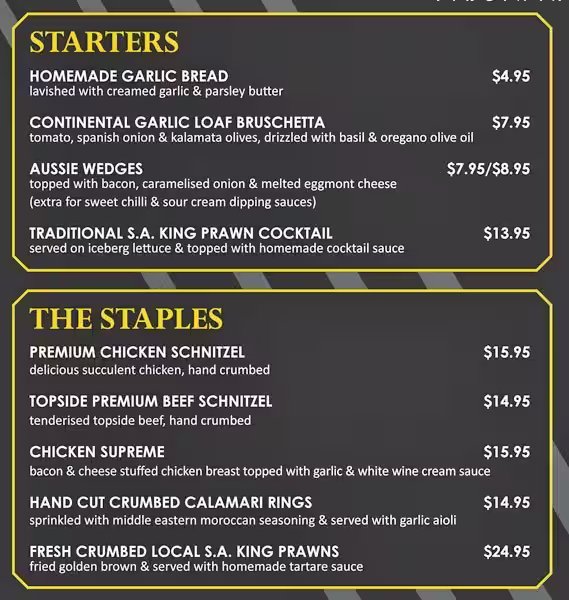 STARTERS
HOMEMADE GARLIC BREAD $4.95
lavished with creamed garlic & parsley butter
CONTINENTAL GARLIC LOAF BRUSCHETTA $7.95
tomato, spanish onion & kalamata olives, drizzled with basil & oregano olive oil
AUSSIE WEDGES $7.95/$8.95
topped with bacon, caramelised onion & melted eggmont cheese
(extra for sweet chilli & sour cream dipping sauces)
TRADITIONAL S.A. KING PRAWN COCKTAIL $13.95
served on iceberg lettuce & topped with homemade cocktail sauce
THE STAPLES
PREMIUM CHICKEN SCHNITZEL $15.95
delicious succulent chicken, hand crumbed
TOPSIDE PREMIUM BEEF SCHNITZEL $14.95
tenderised topside beef, hand crumbed
CHICKEN SUPREME $15.95
bacon & cheese stuffed chicken breast topped with garlic & white wine cream sauce
HAND CUT CRUMBED CALAMARI RINGS $14.95
sprinkled with middle eastern moroccan seasoning & served with garlic aioli
FRESH CRUMBED LOCAL S.A. KING PRAWNS $24.95
fried golden brown & served with homemade tartare sauce